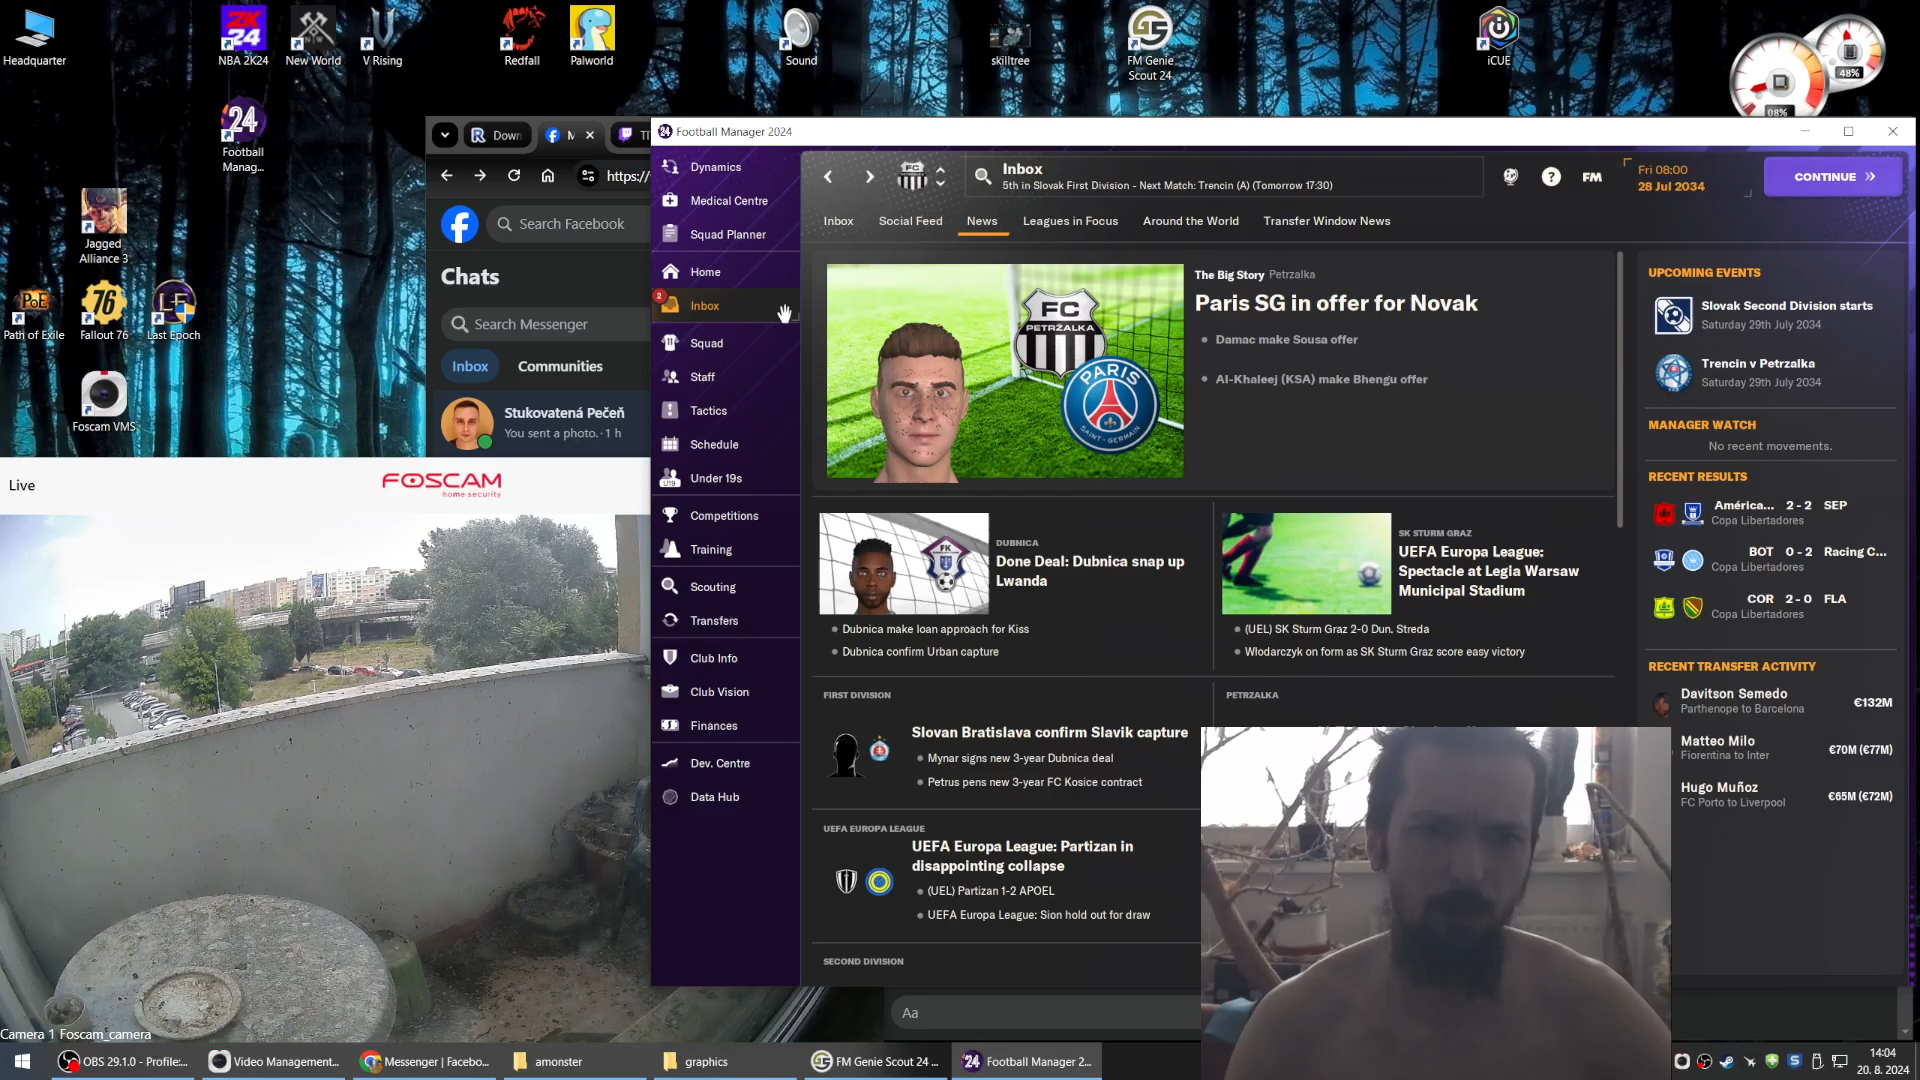 Headquarter
NBA 2K24
New World
V Rising
Redfall
Palworld
Sound
skilltree
FM Genie
Scout 24
iCUE
48%
08%
Football
Manag...
Jagged
Alliance 3
Path of Exile
Fallout 76
Last Epoch
Foscam VMS
Down
https://
Search Facebook
Chats
Search Messenger
Inbox
Communities
Stukovatená Pečeň
You sent a photo. · 1 h
Live
FOSCAM
home security
Camera 1 Foscam_camera
Football Manager 2024
Dynamics
Medical Centre
Squad Planner
Home
2
Inbox
Squad
Staff
Tactics
Schedule
Under 19s
Competitions
Training
Scouting
Transfers
Club Info
Club Vision
Finances
Dev. Centre
Data Hub
Inbox
5th in Slovak First Division - Next Match: Trencin (A) (Tomorrow 17:30)
FM
Fri 08:00
28 Jul 2034
CONTINUE
Inbox
Social Feed
News
Leagues in Focus
Around the World
Transfer Window News
FC
PETRŽALKA
PARIS
SAINT-GERMAIN
The Big Story Petrzalka
Paris SG in offer for Novak
Damac make Sousa offer
Al-Khaleej (KSA) make Bhengu offer
DUBNICA
Done Deal: Dubnica snap up
Lwanda
Dubnica make loan approach for Kiss
Dubnica confirm Urban capture
SK STURM GRAZ
UEFA Europa League:
Spectacle at Legia Warsaw
Municipal Stadium
(UEL) SK Sturm Graz 2-0 Dun. Streda
Wlodarczyk on form as SK Sturm Graz score easy victory
FIRST DIVISION
Slovan Bratislava confirm Slavik capture
Mynar signs new 3-year Dubnica deal
Petrus pens new 3-year FC Kosice contract
PETRZALKA
UEFA EUROPA LEAGUE
UEFA Europa League: Partizan in
disappointing collapse
(UEL) Partizan 1-2 APOEL
UEFA Europa League: Sion hold out for draw
SECOND DIVISION
UPCOMING EVENTS
Slovak Second Division starts
Saturday 29th July 2034
Trencin v Petrzalka
Saturday 29th July 2034
MANAGER WATCH
No recent movements.
RECENT RESULTS
América... 2 - 2 SEP
Copa Libertadores
BOT 0 - 2 Racing C...
Copa Libertadores
COR 2 - 0 FLA
Copa Libertadores
RECENT TRANSFER ACTIVITY
Davitson Semedo
Parthenope to Barcelona
€132M
Matteo Milo
Fiorentina to Inter
€70M (€77M)
Hugo Muñoz
FC Porto to Liverpool
€65M (€72M)
Aa
OBS 29.1.0 - Profile:...
Video Management...
Messenger | Facebo...
amonster
graphics
FM Genie Scout 24 ...
Football Manager 2...
14:04
20. 8. 2024